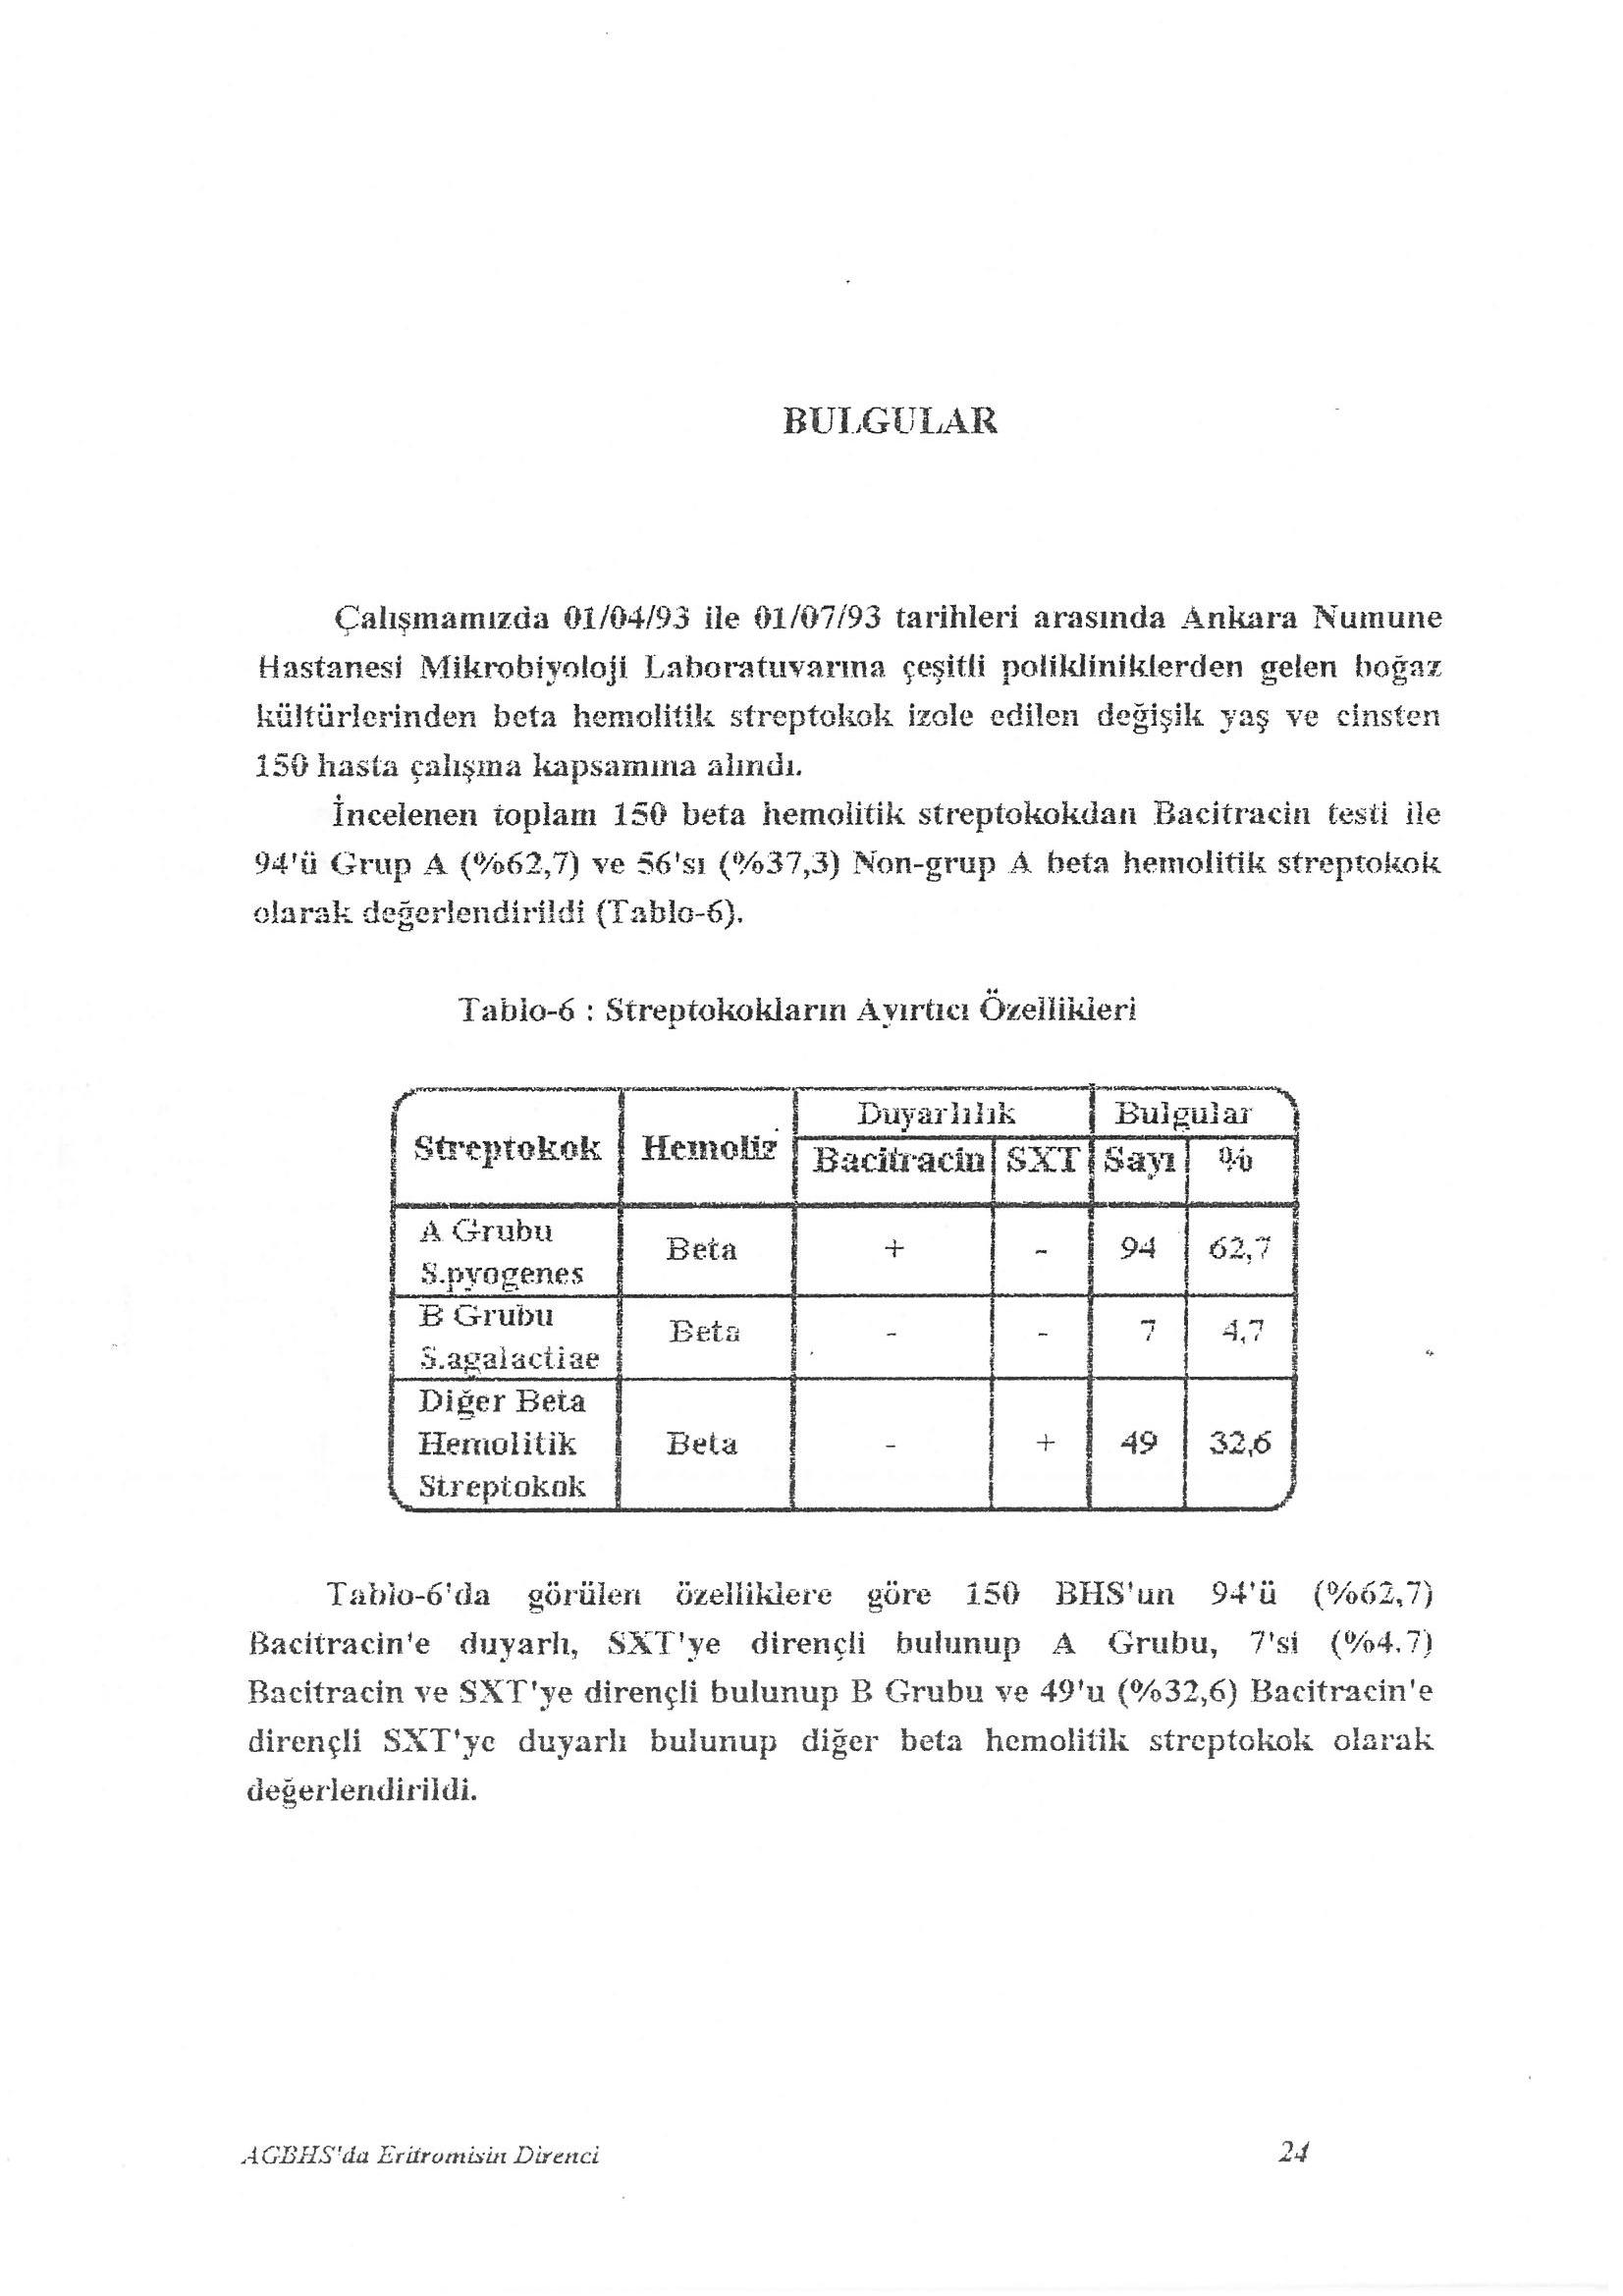 BULGULAR
Çalışmamızda 01/04/93 ile 01/07/93 tarihleri arasında Ankara Numune
Hastanesi Mikrobiyoloji Laboratuvarına çeşitli polikliniklerden gelen boğaz
kültürlerinden beta hemolitik streptokok izole edilen değişik yaş ve cinsten
150 hasta çalışma kapsamına alındı.
İncelenen toplam 150 beta hemolitik streptokokdan Bacitracin testi ile
94'ü Grup A (%62,7) ve 56'sı (%37,3) Non-grup A beta hemolitik streptokok
olarak değerlendirildi (Tablo-6).
Tablo-6 : Streptokokların Ayırtıcı Özellikleri
Duyarlılık Bulgular
Streptokok Hemoliz Bacitracin SXT Sayı %
A Grubu
S.pyogenes Beta + - 94 62,7
B Grubu
S.agalactiae Beta - - 7 4,7
Diğer Beta
Hemolitik Beta - + 49 32,6
Streptokok
Tablo-6'da görülen özelliklere göre 150 BHS'un 94'ü (%62,7)
Bacitracin'e duyarlı, SXT'ye dirençli bulunup A Grubu, 7'si (%4.7)
Bacitracin ve SXT'ye dirençli bulunup B Grubu ve 49'u (%32,6) Bacitracin'e
dirençli SXT'ye duyarlı bulunup diğer beta hemolitik streptokok olarak
değerlendirildi.
AGBHS'da Eritromisin Direnci 24